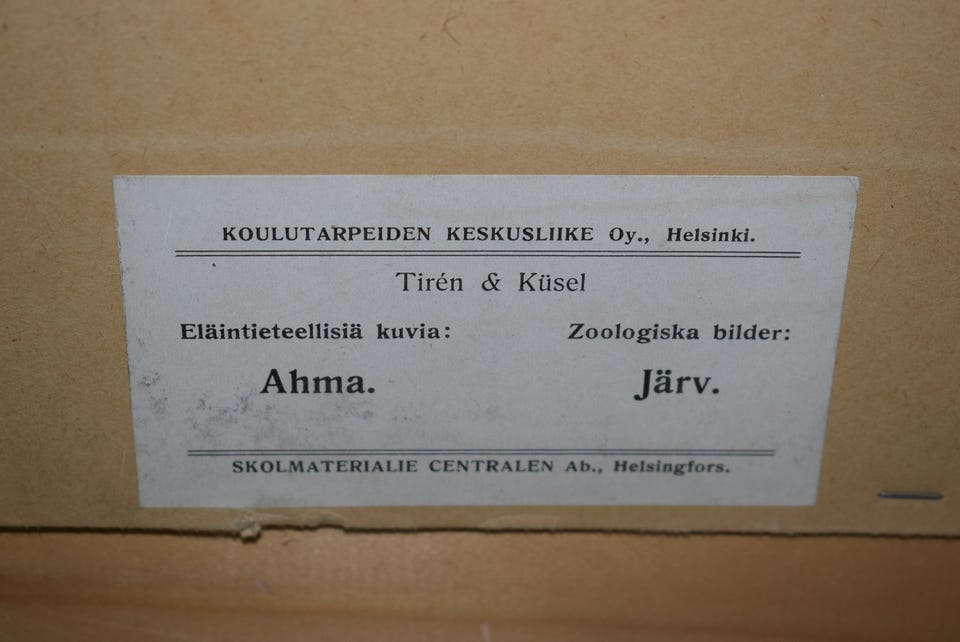 KOULUTARPEIDEN KESKUSLIIKE Oy., Helsinki.
Tirén & Küsel
Eläintieteellisiä kuvia: Zoologiska bilder:
Ahma. Järv.
SKOLMATERIALIE CENTRALEN Ab., Helsingfors.